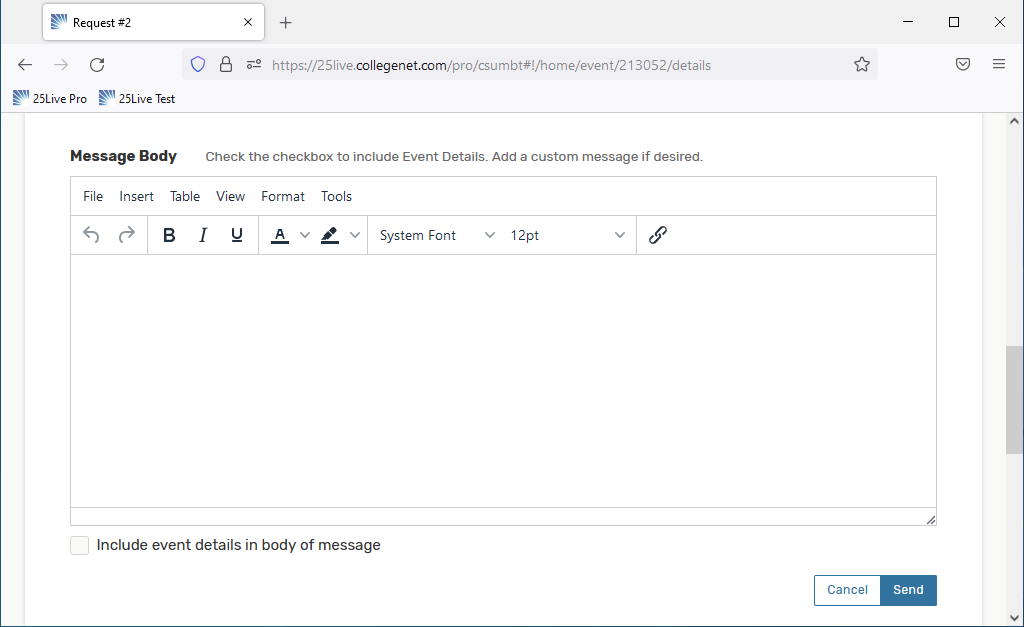 Request #2
https://25live.collegenet.com/pro/csumbt#!/home/event/213052/details
25Live Pro 25Live Test
Message Body Check the checkbox to include Event Details. Add a custom message if desired.
File Insert Table View Format Tools
B I U A System Font 12pt
Include event details in body of message
Cancel Send